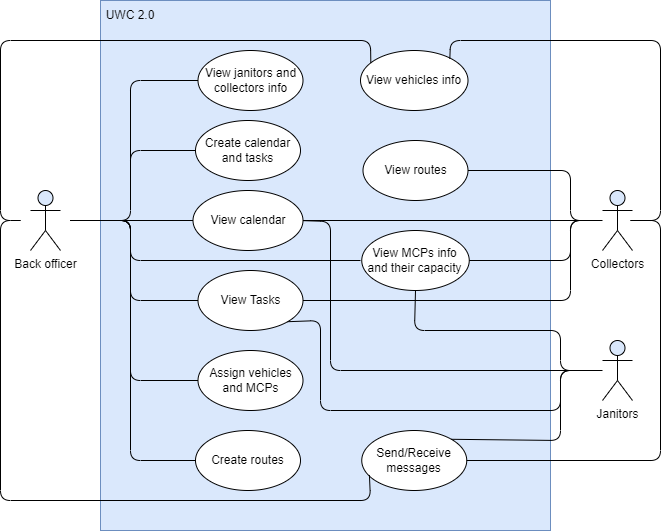 UWC 2.0
View janitors and
collectors info
View vehicles info
Create calendar
and tasks
View routes
View calendar
View MCPs info
and their capacity
Back officer
Collectors
View Tasks
Assign vehicles
and MCPs
Janitors
Create routes
Send/Receive
messages